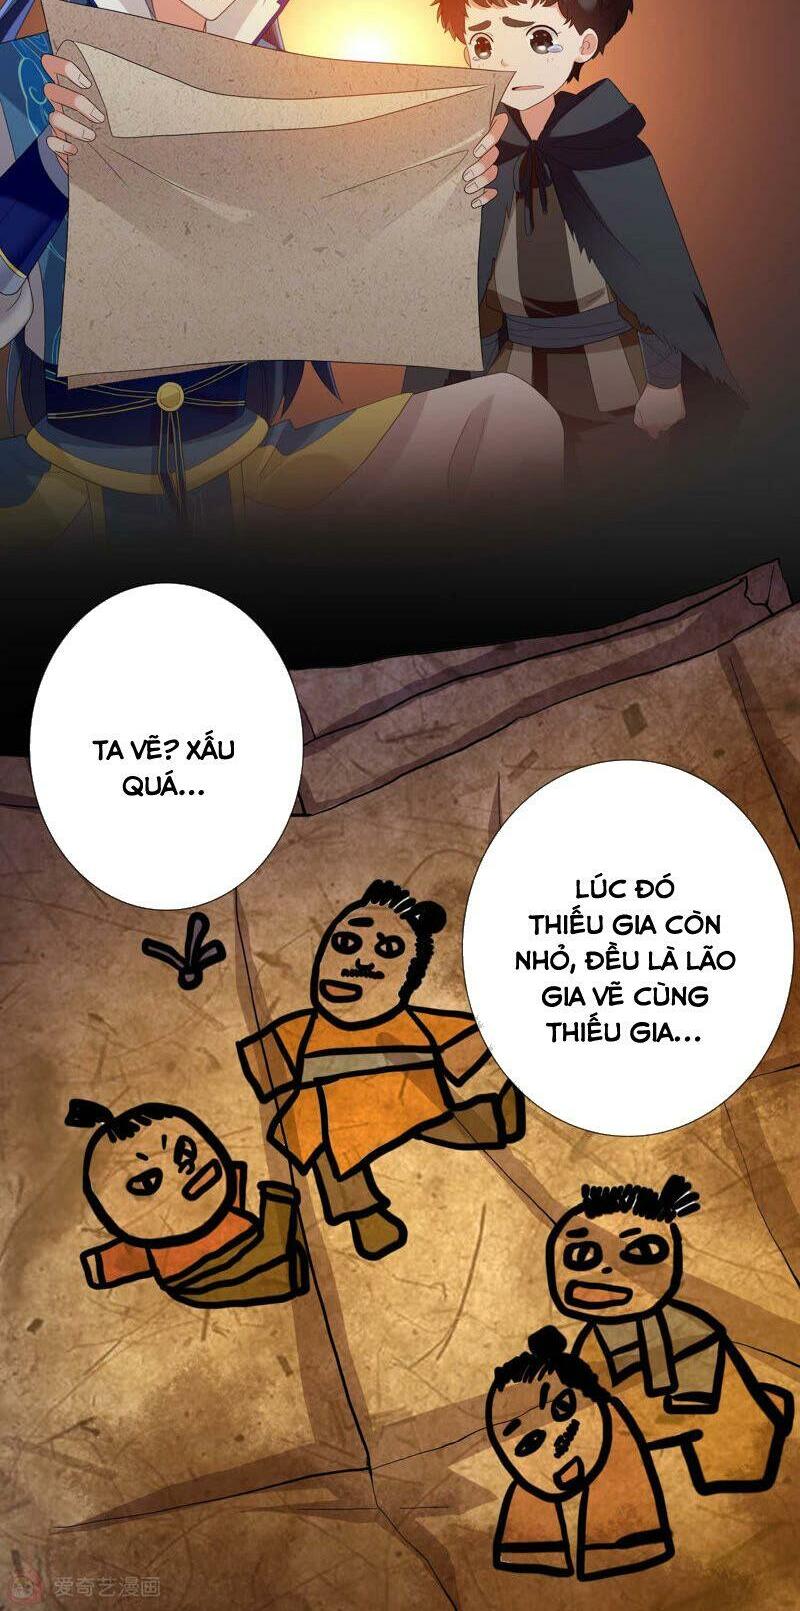 TA VẼ? XẤU
QUÁ...
LÚC ĐÓ
THIẾU GIA CÒN
NHỎ, ĐỀU LÀ LÃO
GIA VẼ CÙNG
THIẾU GIA...
爱奇艺漫画